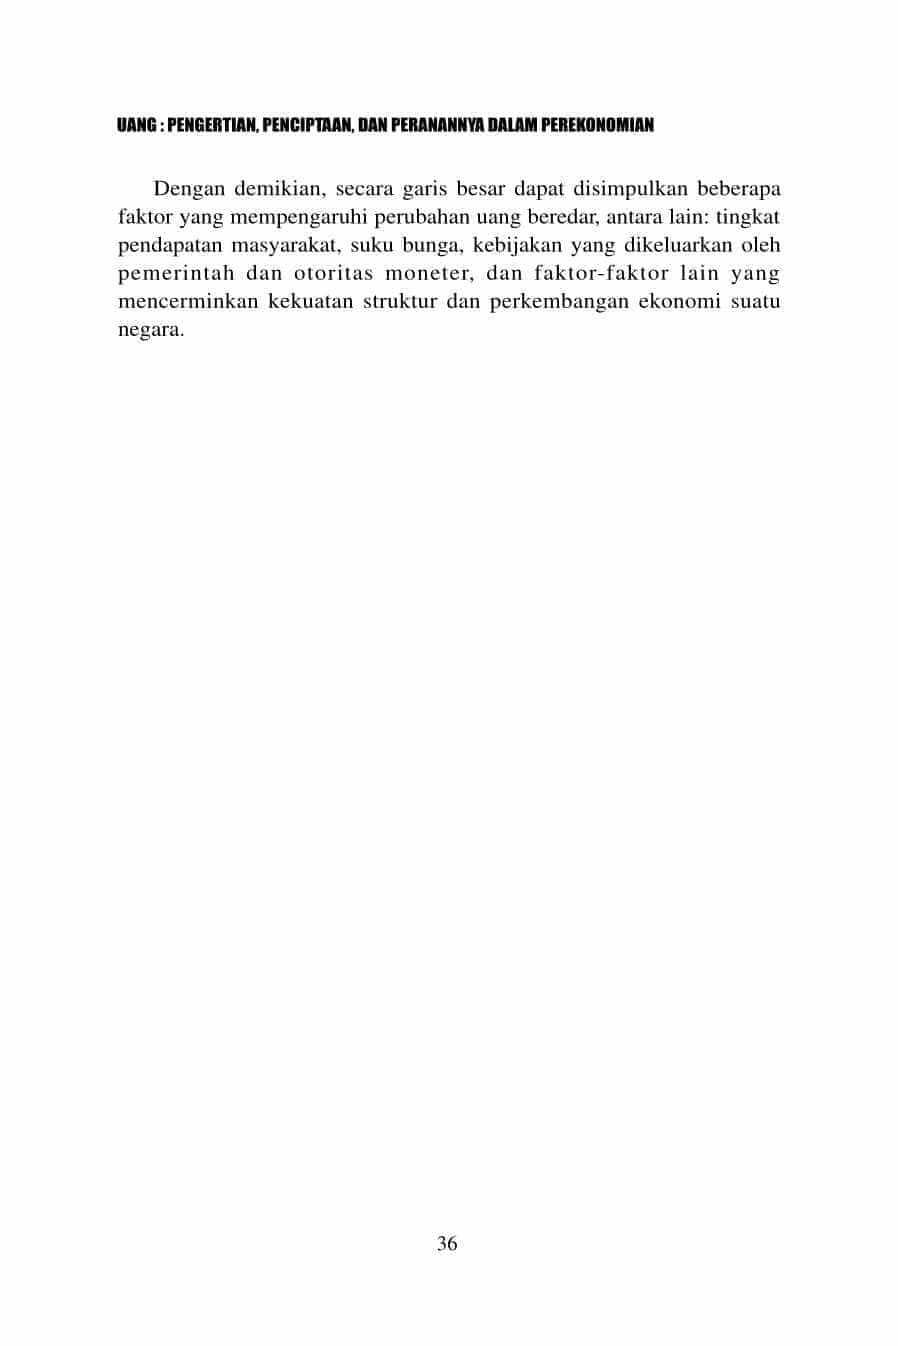 UANG : PENGERTIAN, PENCIPTAAN, DAN PERANANNYA DALAM PEREKONOMIAN
Dengan demikian, secara garis besar dapat disimpulkan beberapa
faktor yang mempengaruhi perubahan uang beredar, antara lain: tingkat
pendapatan masyarakat, suku bunga, kebijakan yang dikeluarkan oleh
pemerintah dan otoritas moneter, dan faktor-faktor lain yang
mencerminkan kekuatan struktur dan perkembangan ekonomi suatu
negara.
36